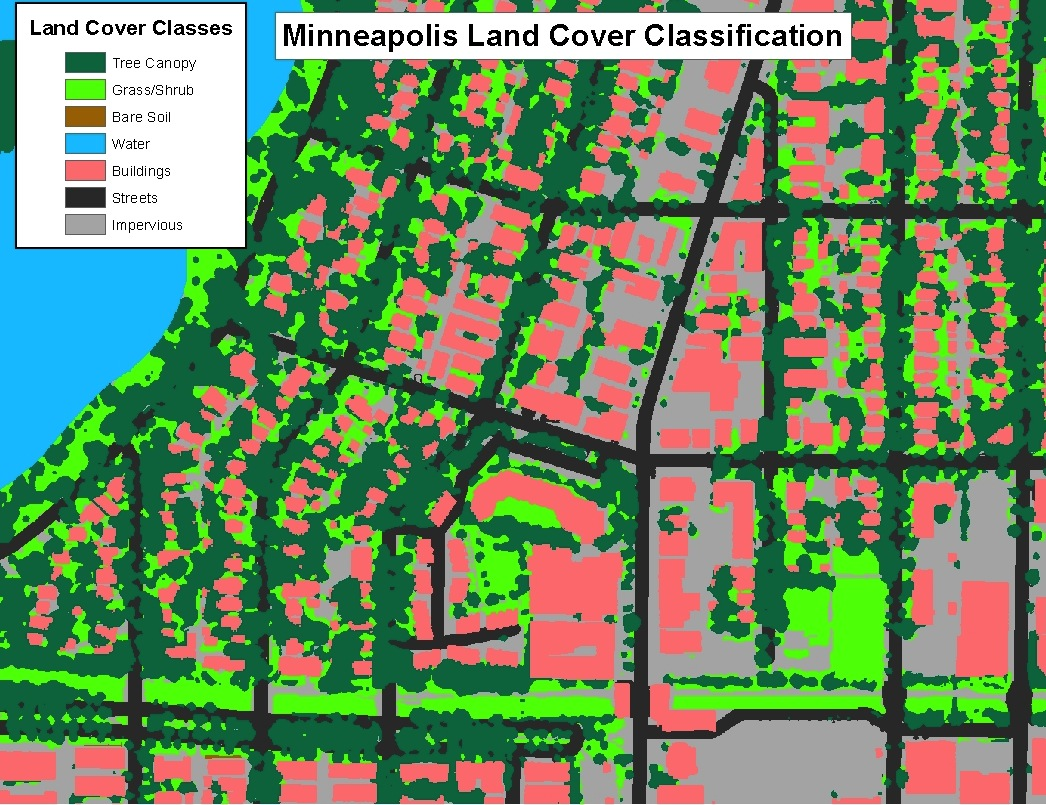 Minneapolis Land Cover Classification
Land Cover Classes
Tree Canopy
Grass/Shrub
Bare Soil
Water
Buildings
Streets
Impervious